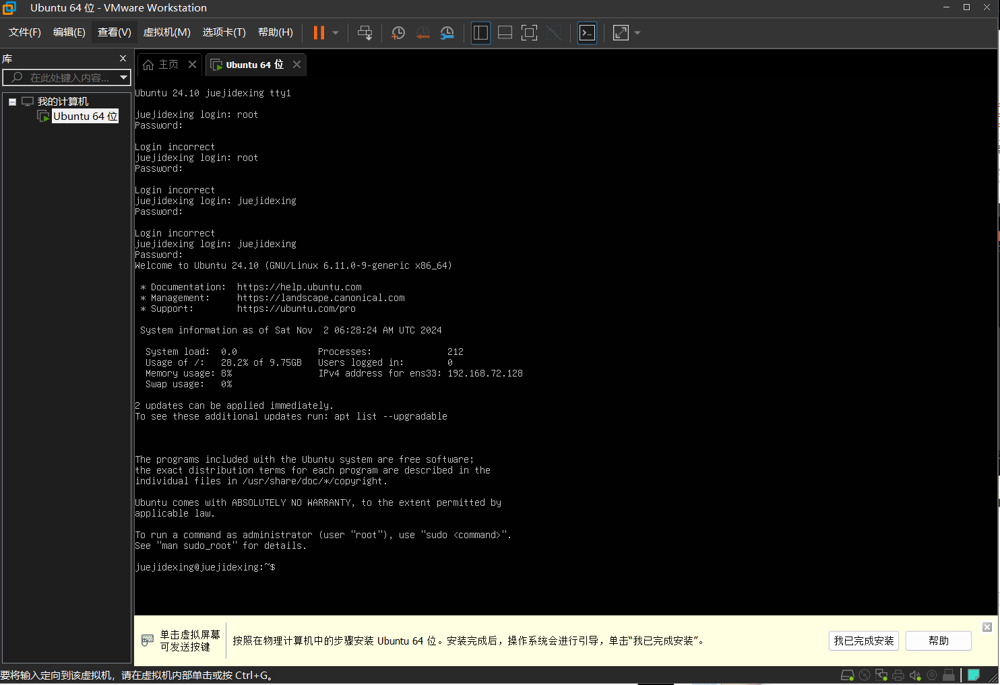 Ubuntu 64 位 - VMware Workstation
文件(F) 编辑(E) 查看(V) 虚拟机(M) 选项卡(T) 帮助(H)
库
在此处键入内容...
我的计算机
Ubuntu 64 位
主页
Ubuntu 64 位
Ubuntu 24.10 juejidexing tty1
juejidexing login: root
Password:
Login incorrect
juejidexing login: root
Password:
Login incorrect
juejidexing login: juejidexing
Password:
Login incorrect
juejidexing login: juejidexing
Password:
Welcome to Ubuntu 24.10 (GNU/Linux 6.11.0-9-generic x86_64)
* Documentation:  https://help.ubuntu.com
* Management:     https://landscape.canonical.com
* Support:        https://ubuntu.com/pro
System information as of Sat Nov  2 06:28:24 AM UTC 2024
System load:  0.0               Processes:              212
Usage of /:   28.2% of 9.75GB   Users logged in:        0
Memory usage: 8%                IPv4 address for ens33: 192.168.72.128
Swap usage:   0%
2 updates can be applied immediately.
To see these additional updates run: apt list --upgradable
The programs included with the Ubuntu system are free software;
the exact distribution terms for each program are described in the
individual files in /usr/share/doc/*/copyright.
Ubuntu comes with ABSOLUTELY NO WARRANTY, to the extent permitted by
applicable law.
To run a command as administrator (user "root"), use "sudo <command>".
See "man sudo_root" for details.
juejidexing@juejidexing:~$
单击虚拟屏幕
可发送按键
按照在物理计算机中的步骤安装 Ubuntu 64 位。安装完成后，操作系统会进行引导，单击“我已完成安装”。
我已完成安装
帮助
要将输入定向到该虚拟机，请在虚拟机内部单击或按 Ctrl+G。